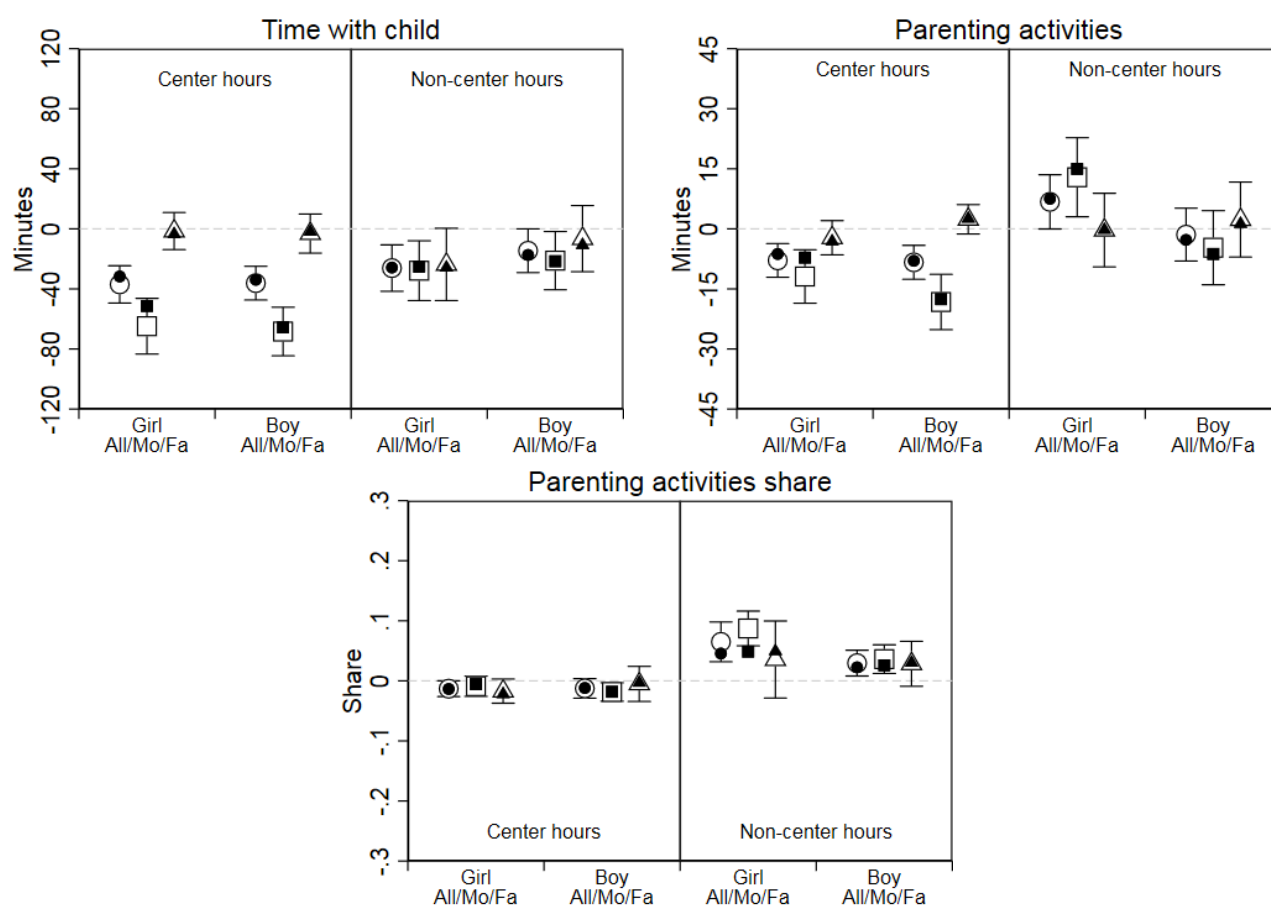 Time with child
Parenting activities
120
80
40
0
-40
-80
-120
Minutes
Center hours
Non-center hours
Girl
All/Mo/Fa
Boy
All/Mo/Fa
Girl
All/Mo/Fa
Boy
All/Mo/Fa
45
30
15
0
-15
-30
-45
Minutes
Center hours
Non-center hours
Girl
All/Mo/Fa
Boy
All/Mo/Fa
Girl
All/Mo/Fa
Boy
All/Mo/Fa
Parenting activities share
.3
.2
.1
0
-.1
-.2
-.3
Share
Center hours
Non-center hours
Girl
All/Mo/Fa
Boy
All/Mo/Fa
Girl
All/Mo/Fa
Boy
All/Mo/Fa